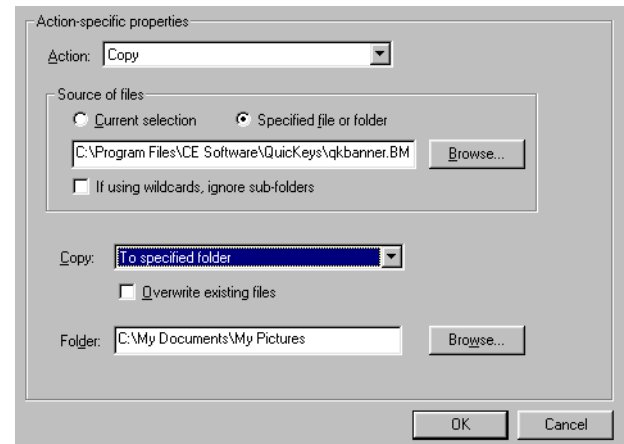 Action-specific properties
Action: Copy
Source of files
Current selection Specified file or folder
C:\Program Files\CE Software\QuicKeys\qkbanner.BM Browse...
If using wildcards, ignore sub-folders
Copy: To specified folder
Overwrite existing files
Folder: C:\My Documents\My Pictures Browse...
OK Cancel